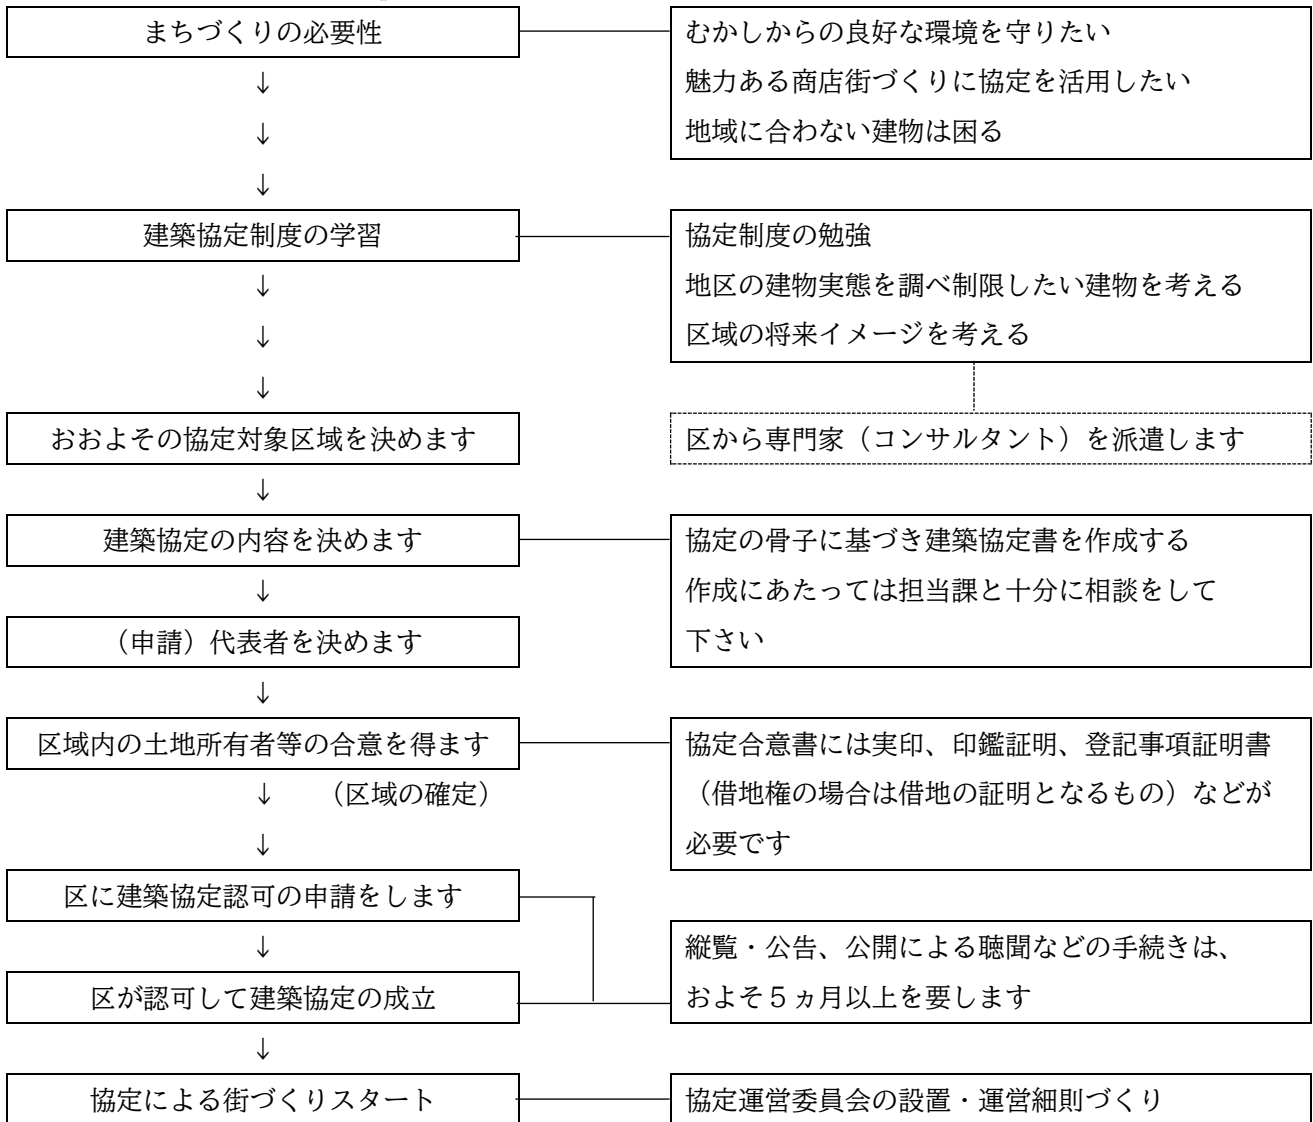 まちづくりの必要性
むかしからの良好な環境を守りたい
魅力ある商店街づくりに協定を活用したい
地域に合わない建物は困る
↓
↓
↓
建築協定制度の学習
協定制度の勉強
地区の建物実態を調べ制限したい建物を考える
区域の将来イメージを考える
↓
↓
↓
おおよその協定対象区域を決めます
区から専門家（コンサルタント）を派遣します
↓
建築協定の内容を決めます
協定の骨子に基づき建築協定書を作成する
作成にあたっては担当課と十分に相談をして
下さい
↓
（申請）代表者を決めます
↓
区域内の土地所有者等の合意を得ます
協定合意書には実印、印鑑証明、登記事項証明書
（借地権の場合は借地の証明となるもの）などが
必要です
↓ （区域の確定）
↓
区に建築協定認可の申請をします
↓
区が認可して建築協定の成立
縦覧・公告、公開による聴聞などの手続きは、
およそ５ヵ月以上を要します
↓
協定による街づくりスタート
協定運営委員会の設置・運営細則づくり